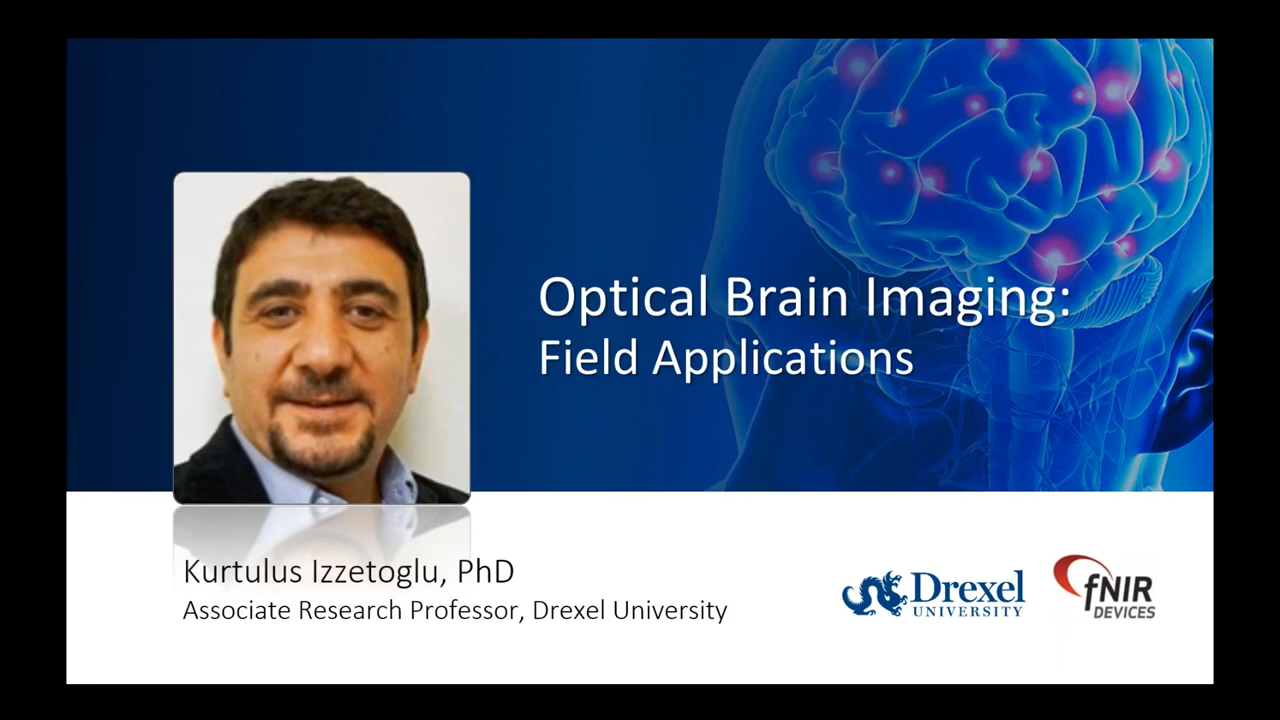 Optical Brain Imaging:
Field Applications
Kurtulus Izzetoglu, PhD
Associate Research Professor, Drexel University
Drexel
UNIVERSITY
fNIR
DEVICES